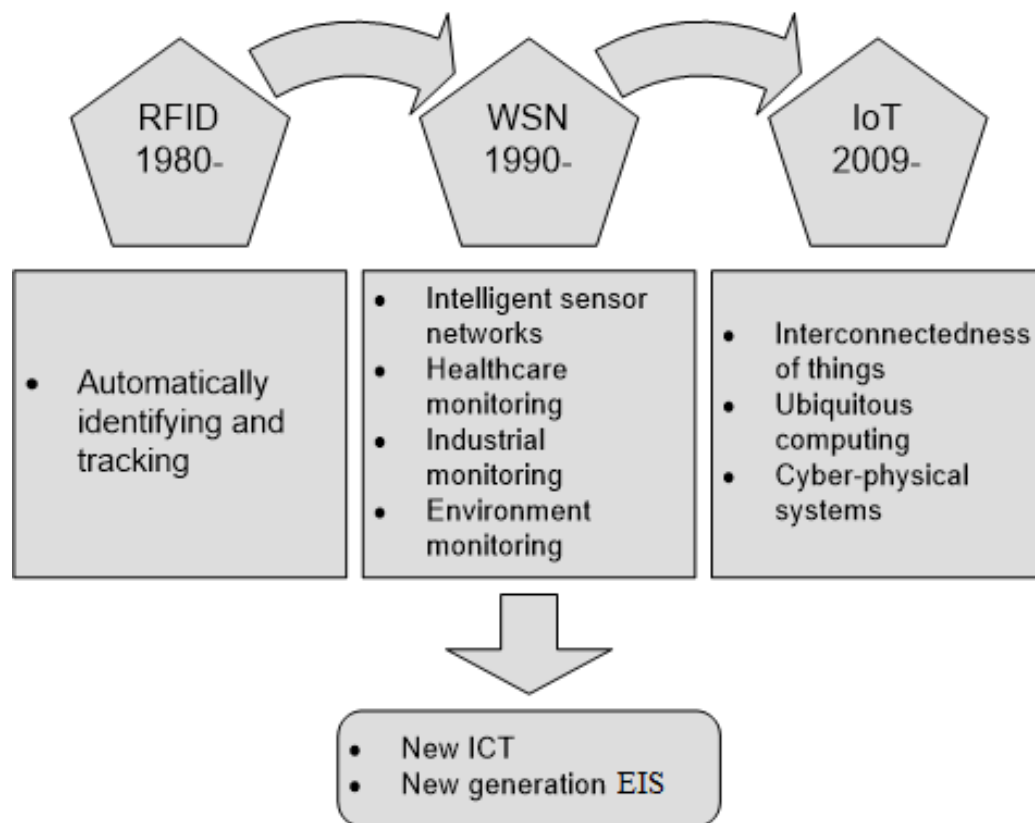 RFID
1980-
WSN
1990-
IoT
2009-
• Automatically
identifying and
tracking
• Intelligent sensor
networks
• Healthcare
monitoring
• Industrial
monitoring
• Environment
monitoring
• Interconnectedness
of things
• Ubiquitous
computing
• Cyber-physical
systems
• New ICT
• New generation EIS